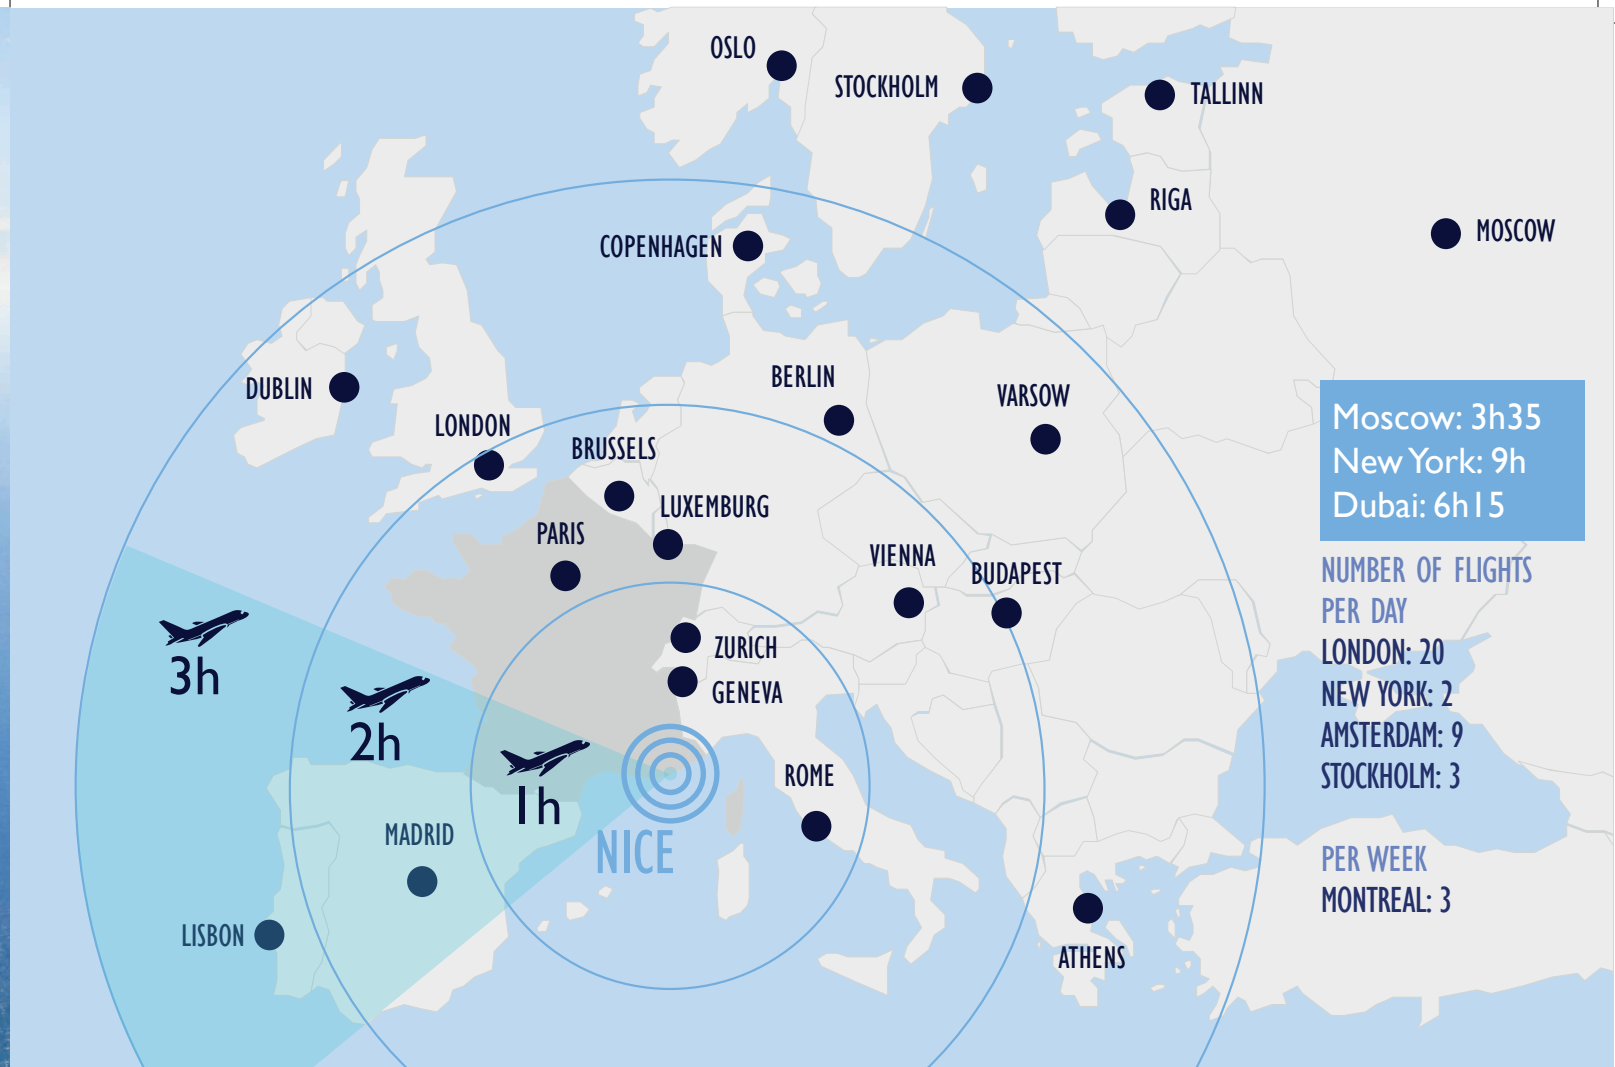 OSLO
STOCKHOLM
TALLINN
RIGA
MOSCOW
COPENHAGEN
DUBLIN
LONDON
BERLIN
VARSOW
BRUSSELS
LUXEMBURG
PARIS
VIENNA
BUDAPEST
ZURICH
GENEVA
3h
2h
1h
ROME
NICE
MADRID
LISBON
ATHENS
Moscow: 3h35
New York: 9h
Dubai: 6h15
NUMBER OF FLIGHTS
PER DAY
LONDON: 20
NEW YORK: 2
AMSTERDAM: 9
STOCKHOLM: 3
PER WEEK
MONTREAL: 3